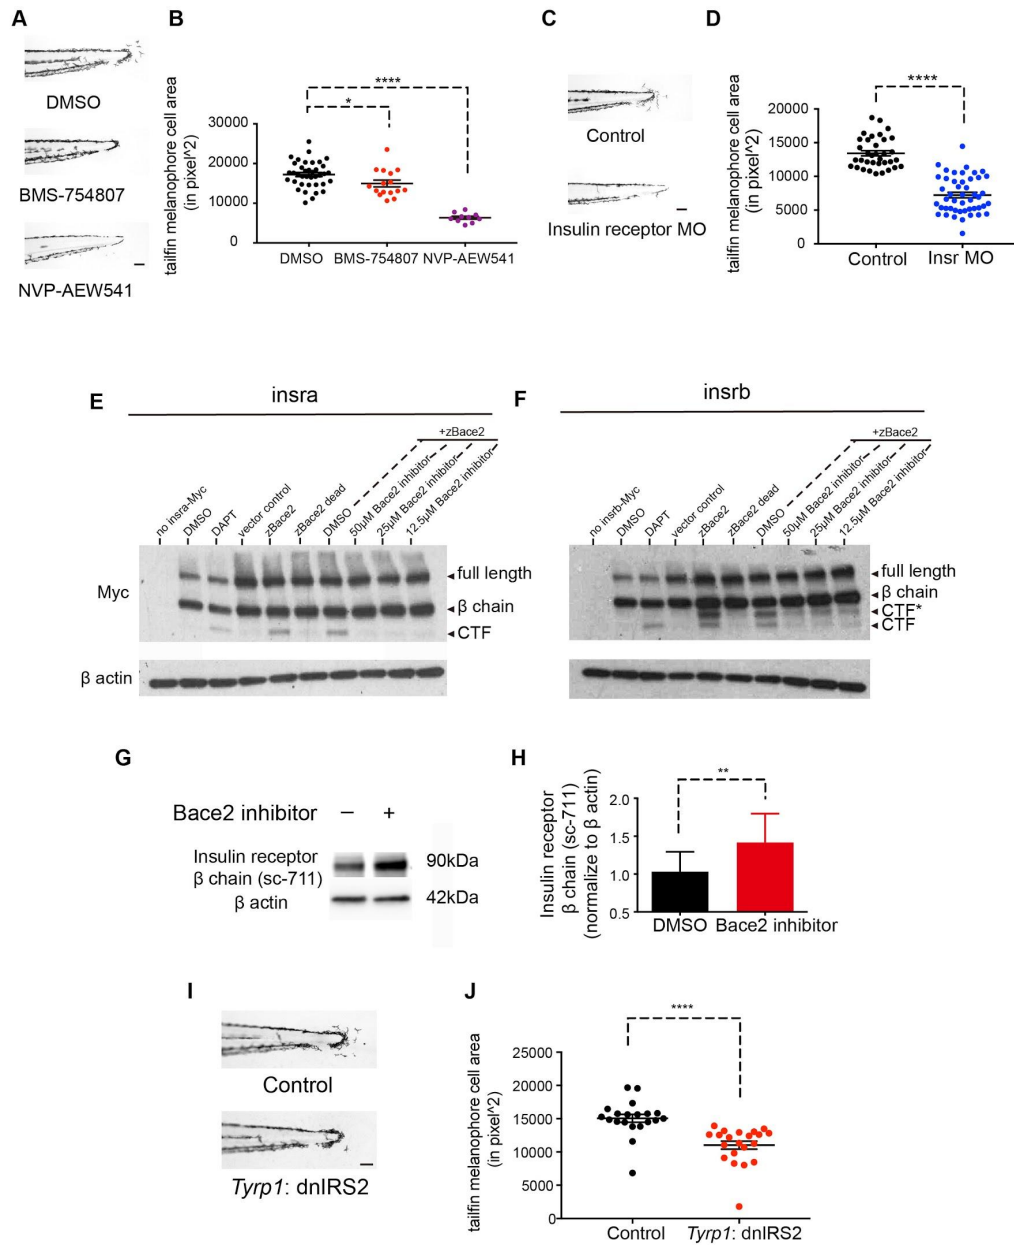 A
DMSO
BMS-754807
NVP-AEW541
B
tailfin melanophore cell area
(in pixel^2)
30000
20000
10000
0
*
****
DMSO
BMS-754807
NVP-AEW541
C
Control
Insulin receptor MO
D
tailfin melanophore cell area
(in pixel^2)
20000
15000
10000
5000
0
****
Control
Insr MO
E
insra
+zBace2
no insra-Myc
DMSO
DAPT
vector control
zBace2
zBace2 dead
DMSO
50µM Bace2 inhibitor
25µM Bace2 inhibitor
12.5µM Bace2 inhibitor
Myc
full length
β chain
CTF
β actin
F
insrb
+zBace2
no insrb-Myc
DMSO
DAPT
vector control
zBace2
zBace2 dead
DMSO
50µM Bace2 inhibitor
25µM Bace2 inhibitor
12.5µM Bace2 inhibitor
full length
β chain
CTF*
CTF
G
Bace2 inhibitor
− +
Insulin receptor
β chain (sc-711)
90kDa
β actin
42kDa
H
Insulin receptor
β chain (sc-711)
(normalize to β actin)
2.0
1.5
1.0
0.5
**
DMSO
Bace2 inhibitor
I
Control
Tyrp1: dnIRS2
J
tailfin melanophore cell area
(in pixel^2)
25000
20000
15000
10000
5000
0
****
Control
Tyrp1: dnIRS2